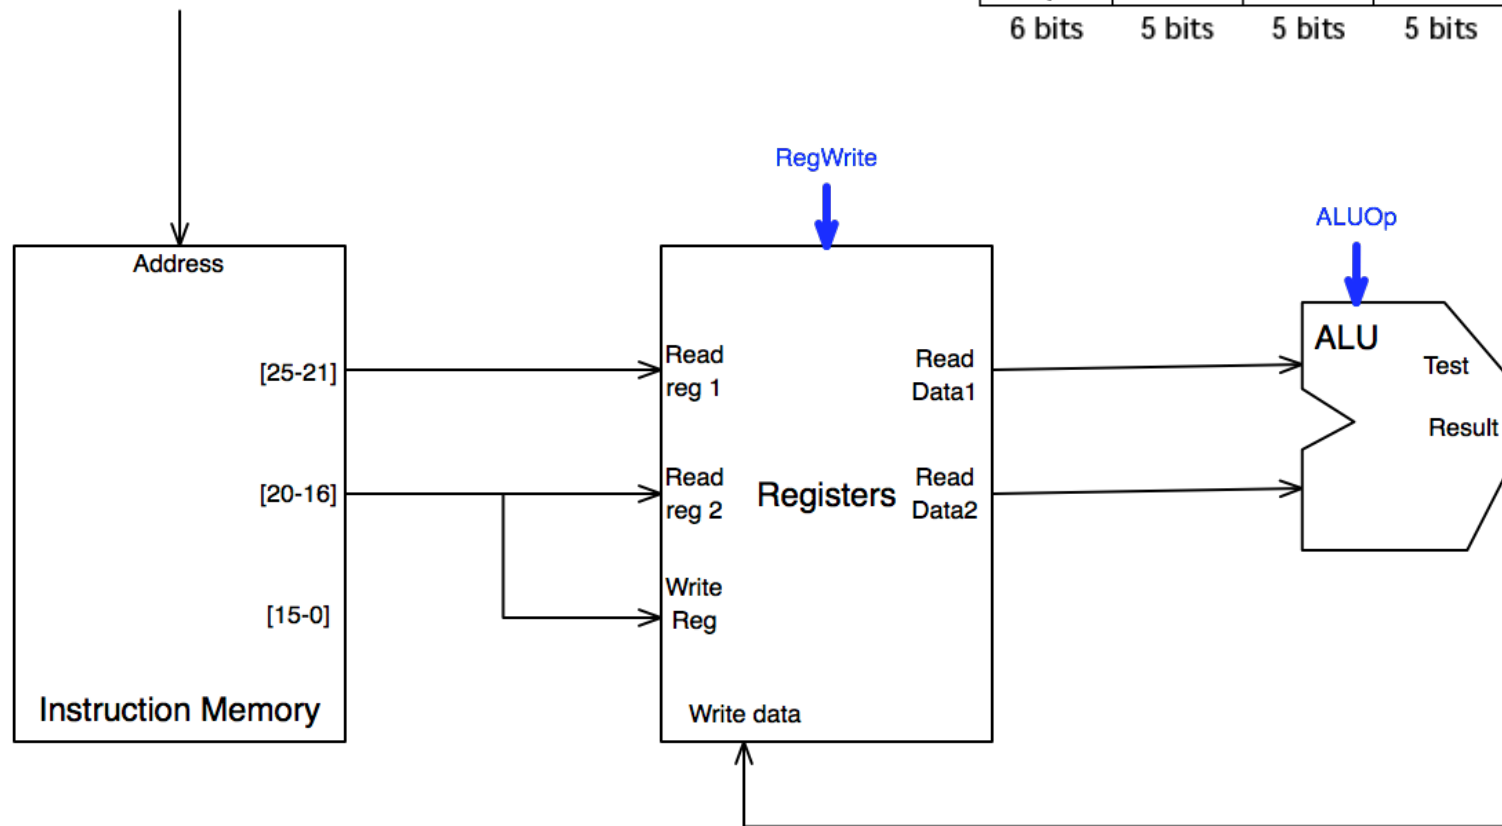 6 bits 5 bits 5 bits 5 bits
RegWrite
ALUOp
Address
[25-21]
[20-16]
[15-0]
Instruction Memory
Read
reg 1
Read
reg 2
Write
Reg
Write data
Registers
Read
Data1
Read
Data2
ALU
Test
Result